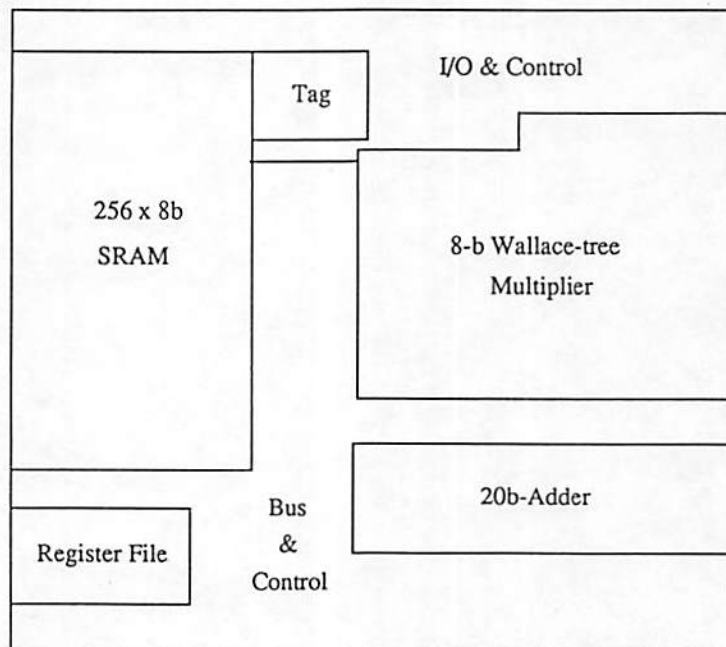 I/O & Control
Tag
256 x 8b
SRAM
8-b Wallace-tree
Multiplier
20b-Adder
Bus
&
Control
Register File